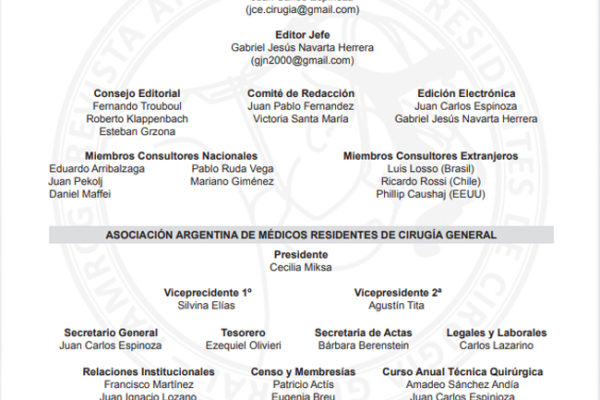 (jce.cirugia@gmail.com)
Editor Jefe
Gabriel Jesús Navarta Herrera
(gjn2000@gmail.com)
Consejo Editorial
Fernando Trouboul
Roberto Klappenbach
Esteban Grzona
Comité de Redacción
Juan Pablo Fernandez
Victoria Santa María
Edición Electrónica
Juan Carlos Espinoza
Gabriel Jesús Navarta Herrera
Miembros Consultores Nacionales
Eduardo Arribalzaga Pablo Ruda Vega
Juan Pekolj Mariano Giménez
Daniel Maffei
Miembros Consultores Extranjeros
Luis Losso (Brasil)
Ricardo Rossi (Chile)
Phillip Caushaj (EEUU)
ASOCIACIÓN ARGENTINA DE MÉDICOS RESIDENTES DE CIRUGÍA GENERAL
Presidente
Cecilia Miksa
Viceprecidente 1º
Silvina Elías
Vicepresidente 2ª
Agustín Tita
Secretario General
Juan Carlos Espinoza
Tesorero
Ezequiel Olivieri
Secretaria de Actas
Bárbara Berenstein
Legales y Laborales
Carlos Lazarino
Relaciones Institucionales
Francisco Martínez
Juan Ignacio Lozano
Censo y Membresías
Patricio Actís
Eugenia Breu
Curso Anual Técnica Quirúrgica
Amadeo Sánchez Andía
Juan Carlos Espinioza